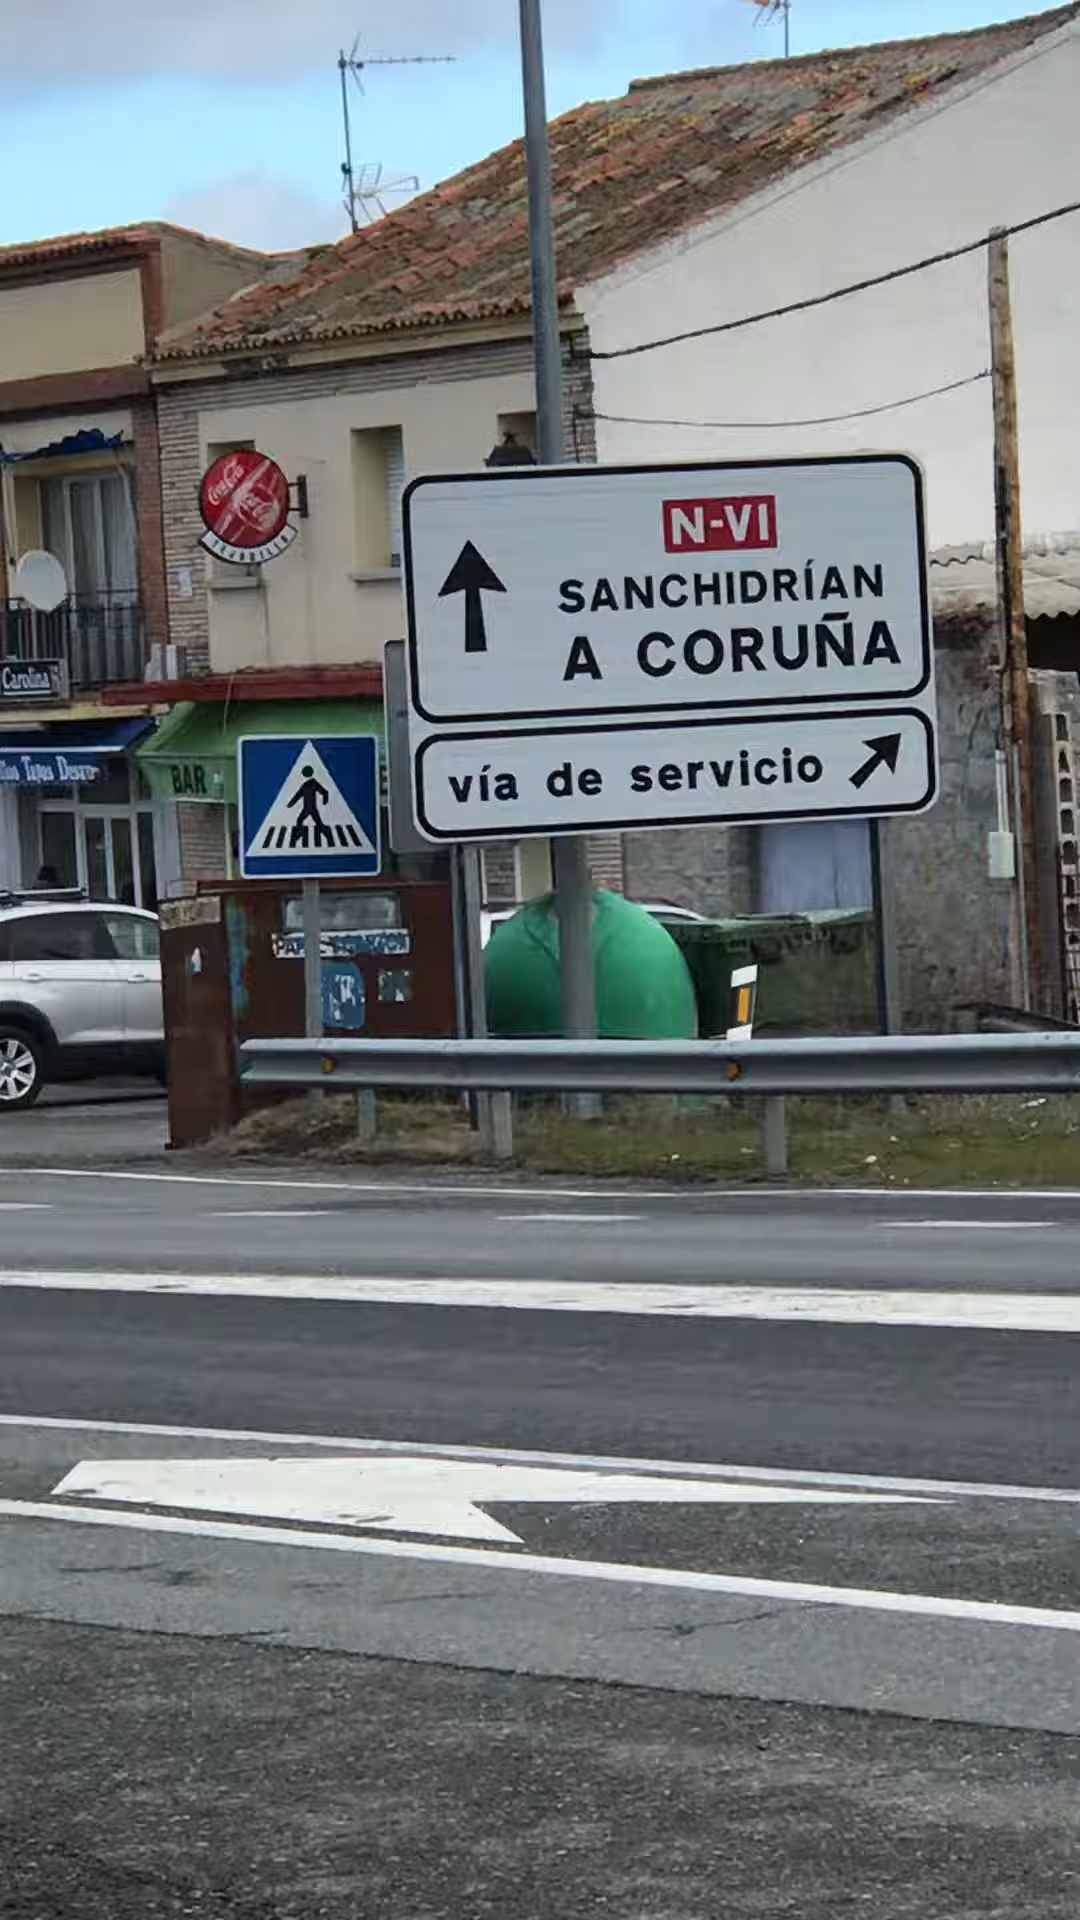 Coca-Cola
N-VI
SANCHIDRÍAN
A CORUÑA
vía de servicio
Carolina
BAR